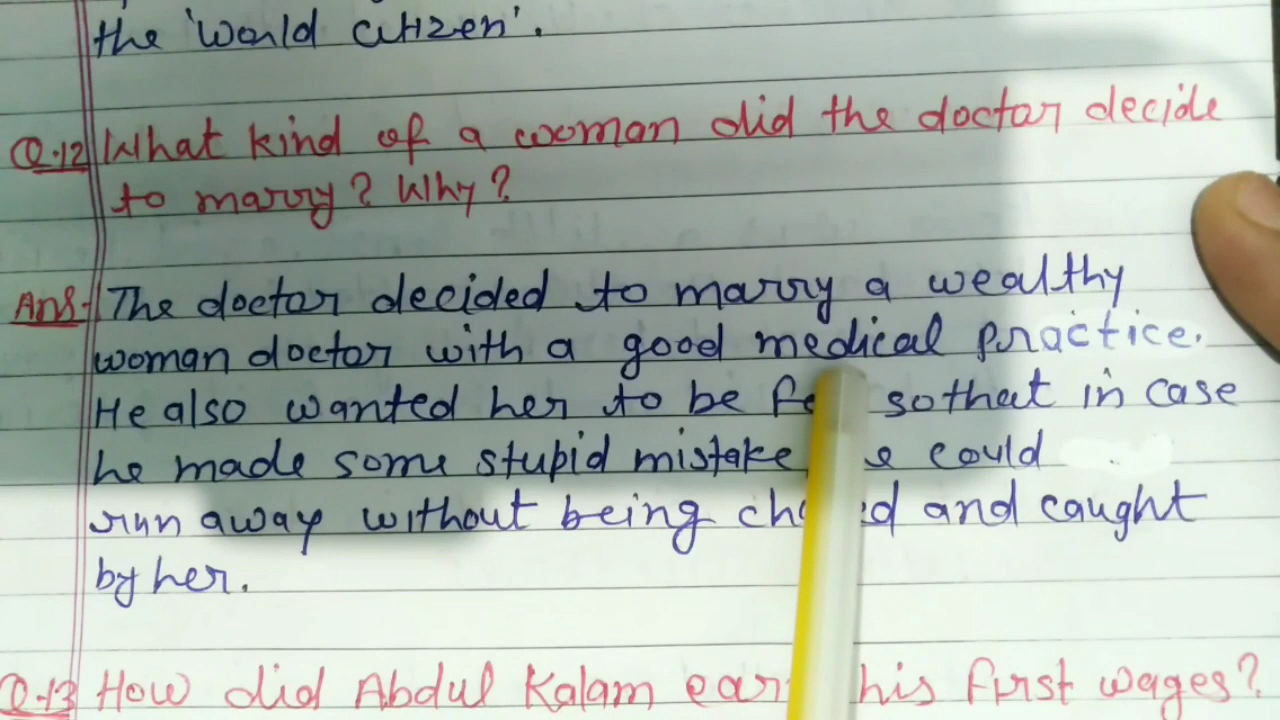 the 'World Citizen'.
Q.12 What kind of a woman did the doctor decide
to marry? Why?
Ans- The doctor decided to marry a wealthy
woman doctor with a good medical practice.
He also wanted her to be so that in case
he made some stupid mistake could
run away without being and caught
by her.
Q.13 How did Abdul Kalam his first wages?